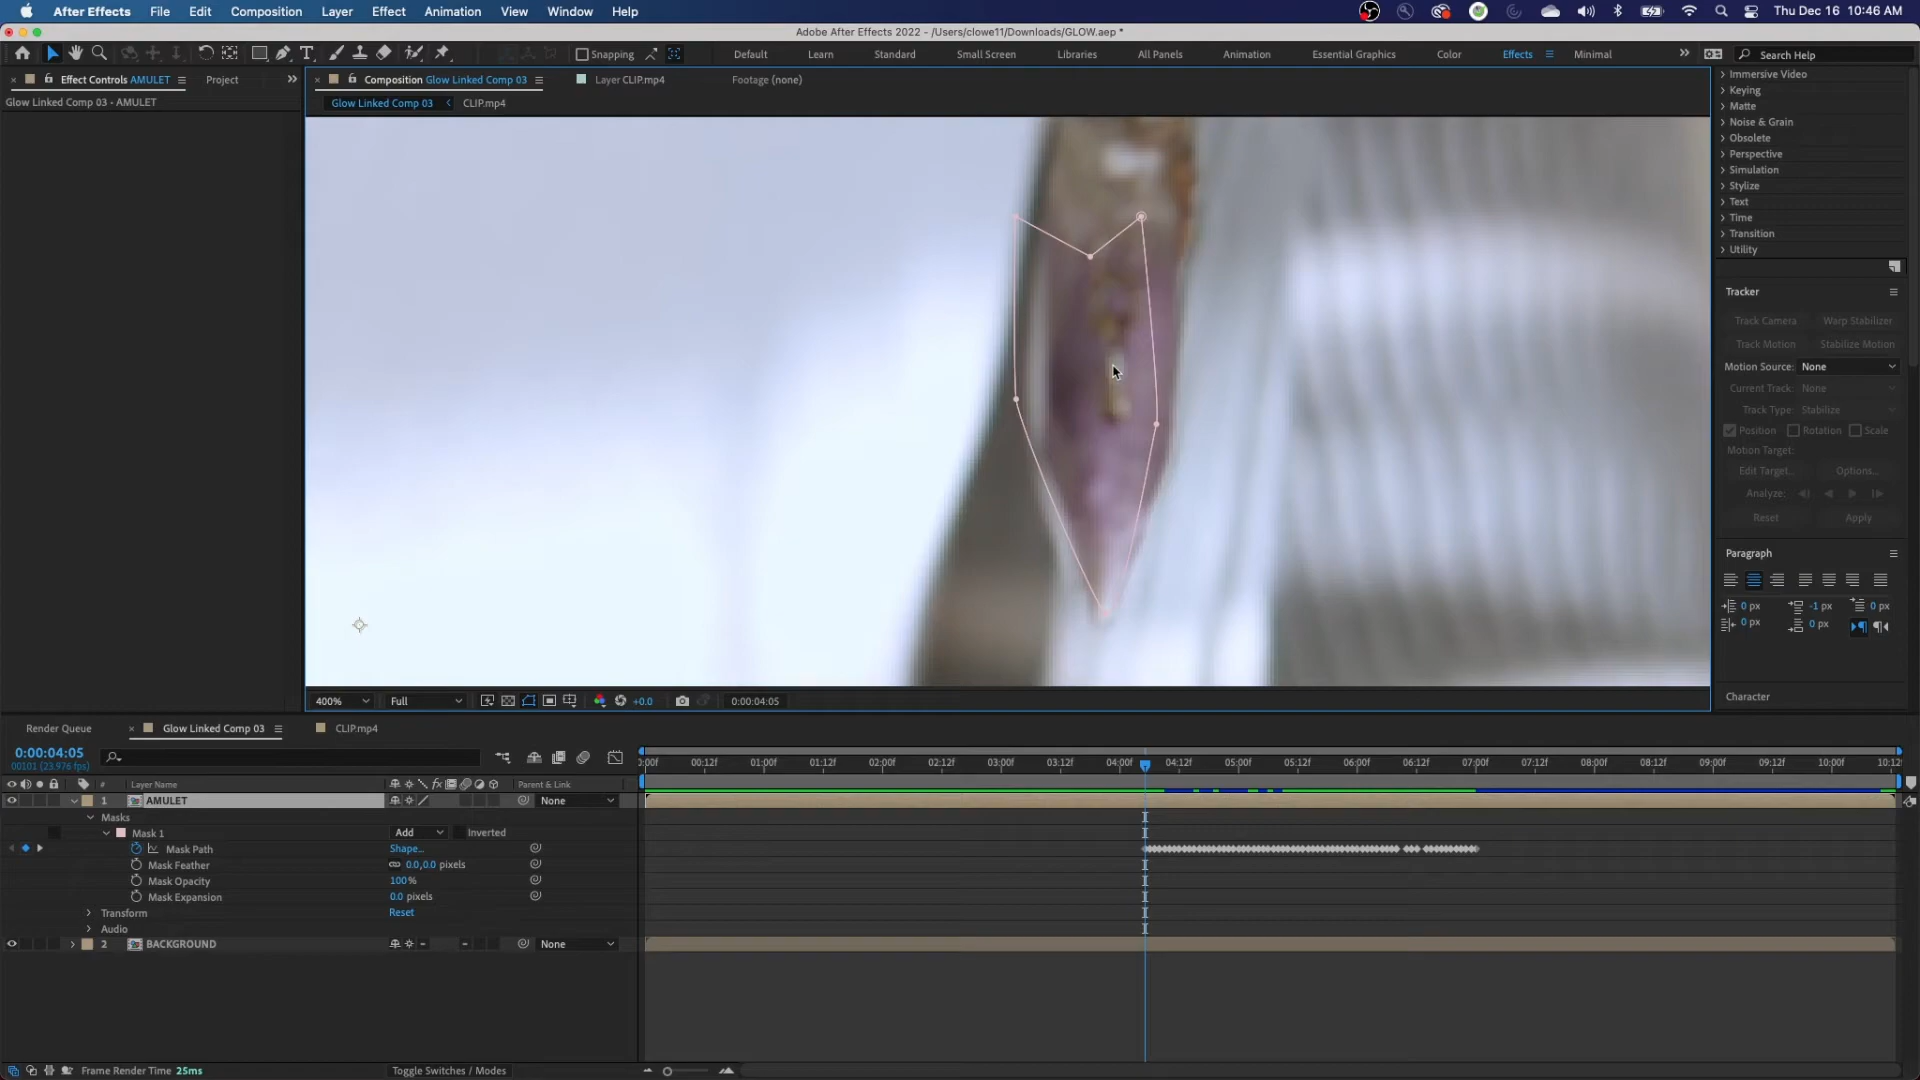 After Effects File Edit Composition Layer Effect Animation View Window Help Thu Dec 16 10:46 AM
Adobe After Effects 2022 - /Users/clowe11/Downloads/GLOW.aep *
Snapping Default Learn Standard Small Screen Libraries All Panels Animation Essential Graphics Color Effects Minimal Search Help
Effect Controls AMULET Project
Composition Glow Linked Comp 03 Layer CLIP.mp4 Footage (none)
Glow Linked Comp 03 - AMULET
Glow Linked Comp 03 CLIP.mp4
Immersive Video
Keying
Matte
Noise & Grain
Obsolete
Perspective
Simulation
Stylize
Text
Time
Transition
Utility
Tracker
Track Camera Warp Stabilizer
Track Motion Stabilize Motion
Motion Source: None
Current Track: None
Track Type: Stabilize
Position Rotation Scale
Motion Target:
Edit Target... Options...
Analyze:
Reset Apply
Paragraph
0 px -1 px 0 px
0 px 0 px
Character
400% Full +0.0 0:00:04:05
Render Queue Glow Linked Comp 03 CLIP.mp4
0:00:04:05
00101 (23.976 fps)
:00f 00:12f 01:00f 01:12f 02:00f 02:12f 03:00f 03:12f 04:00f 04:12f 05:00f 05:12f 06:00f 06:12f 07:00f 07:12f 08:00f 08:12f 09:00f 09:12f 10:00f 10:12f
# Layer Name Parent & Link
1 AMULET None
Masks
Mask 1 Add Inverted
Mask Path Shape...
Mask Feather 0.0,0.0 pixels
Mask Opacity 100%
Mask Expansion 0.0 pixels
Transform Reset
Audio
2 BACKGROUND None
Frame Render Time 25ms Toggle Switches / Modes